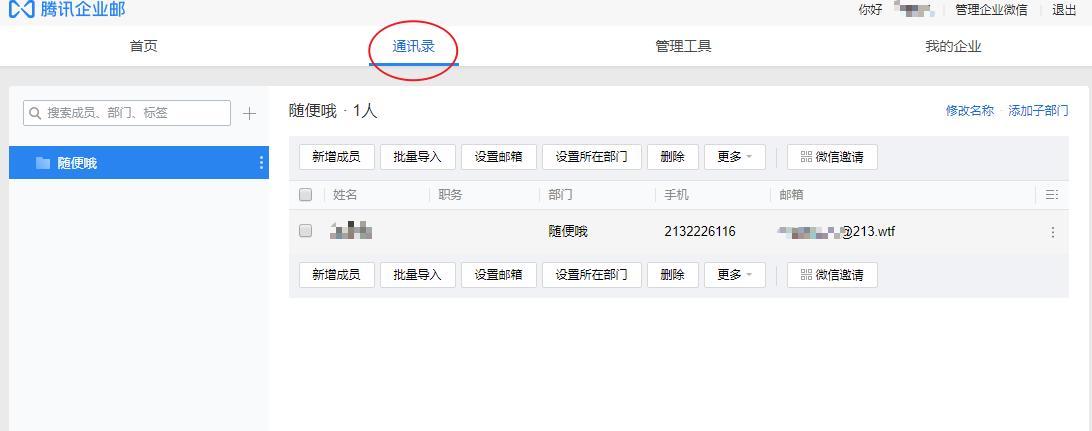 腾讯企业邮
你好 管理企业微信 退出
首页 通讯录 管理工具 我的企业
搜索成员、部门、标签
随便哦
随便哦 · 1人
修改名称 · 添加子部门
新增成员 批量导入 设置邮箱 设置所在部门 删除 更多 微信邀请
姓名 职务 部门 手机 邮箱
随便哦 2132226116 @213.wtf
新增成员 批量导入 设置邮箱 设置所在部门 删除 更多 微信邀请